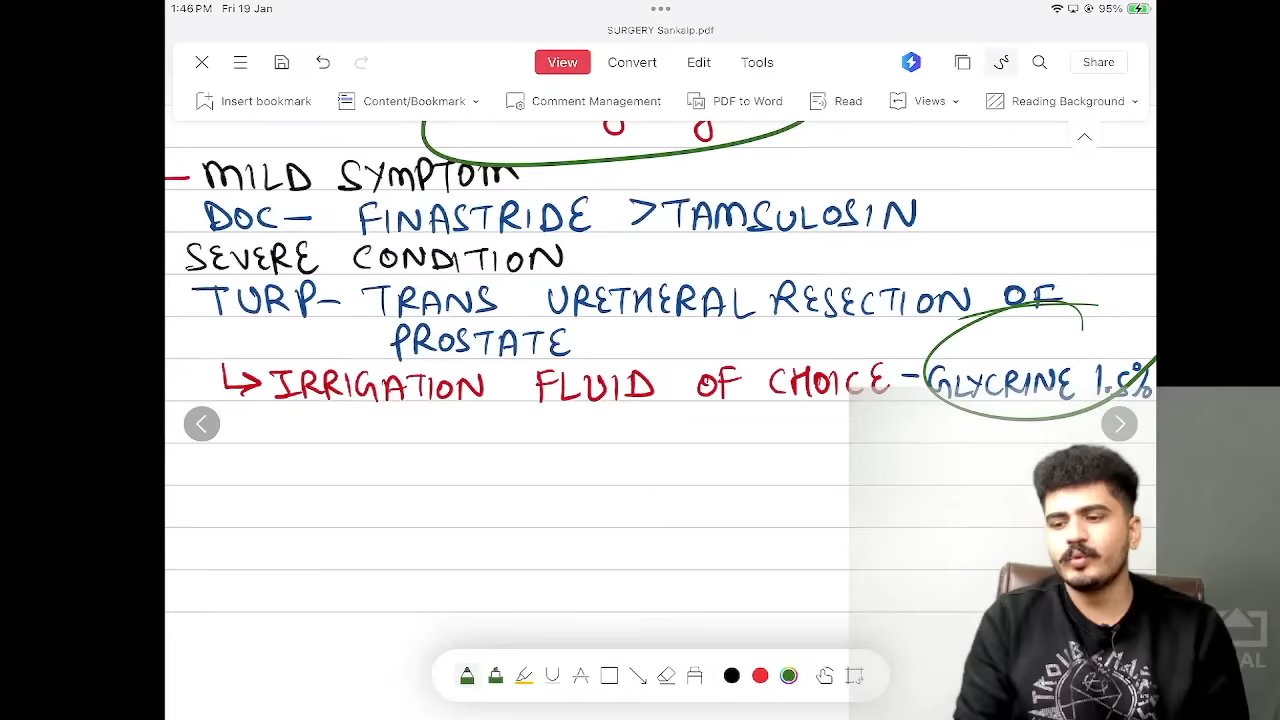 1:46 PM Fri 19 Jan
95%
SURGERY Sankalp.pdf
View Convert Edit Tools Share
Insert bookmark Content/Bookmark Comment Management PDF to Word Read Views Reading Background
MILD SYMPTOM
DOC- FINASTRIDE >TAMSULOSIN
SEVERE CONDITION
TURP- TRANS URETHERAL RESECTION OF
PROSTATE
↳ IRRIGATION FLUID OF CHOICE - GLYCRINE 1.5%